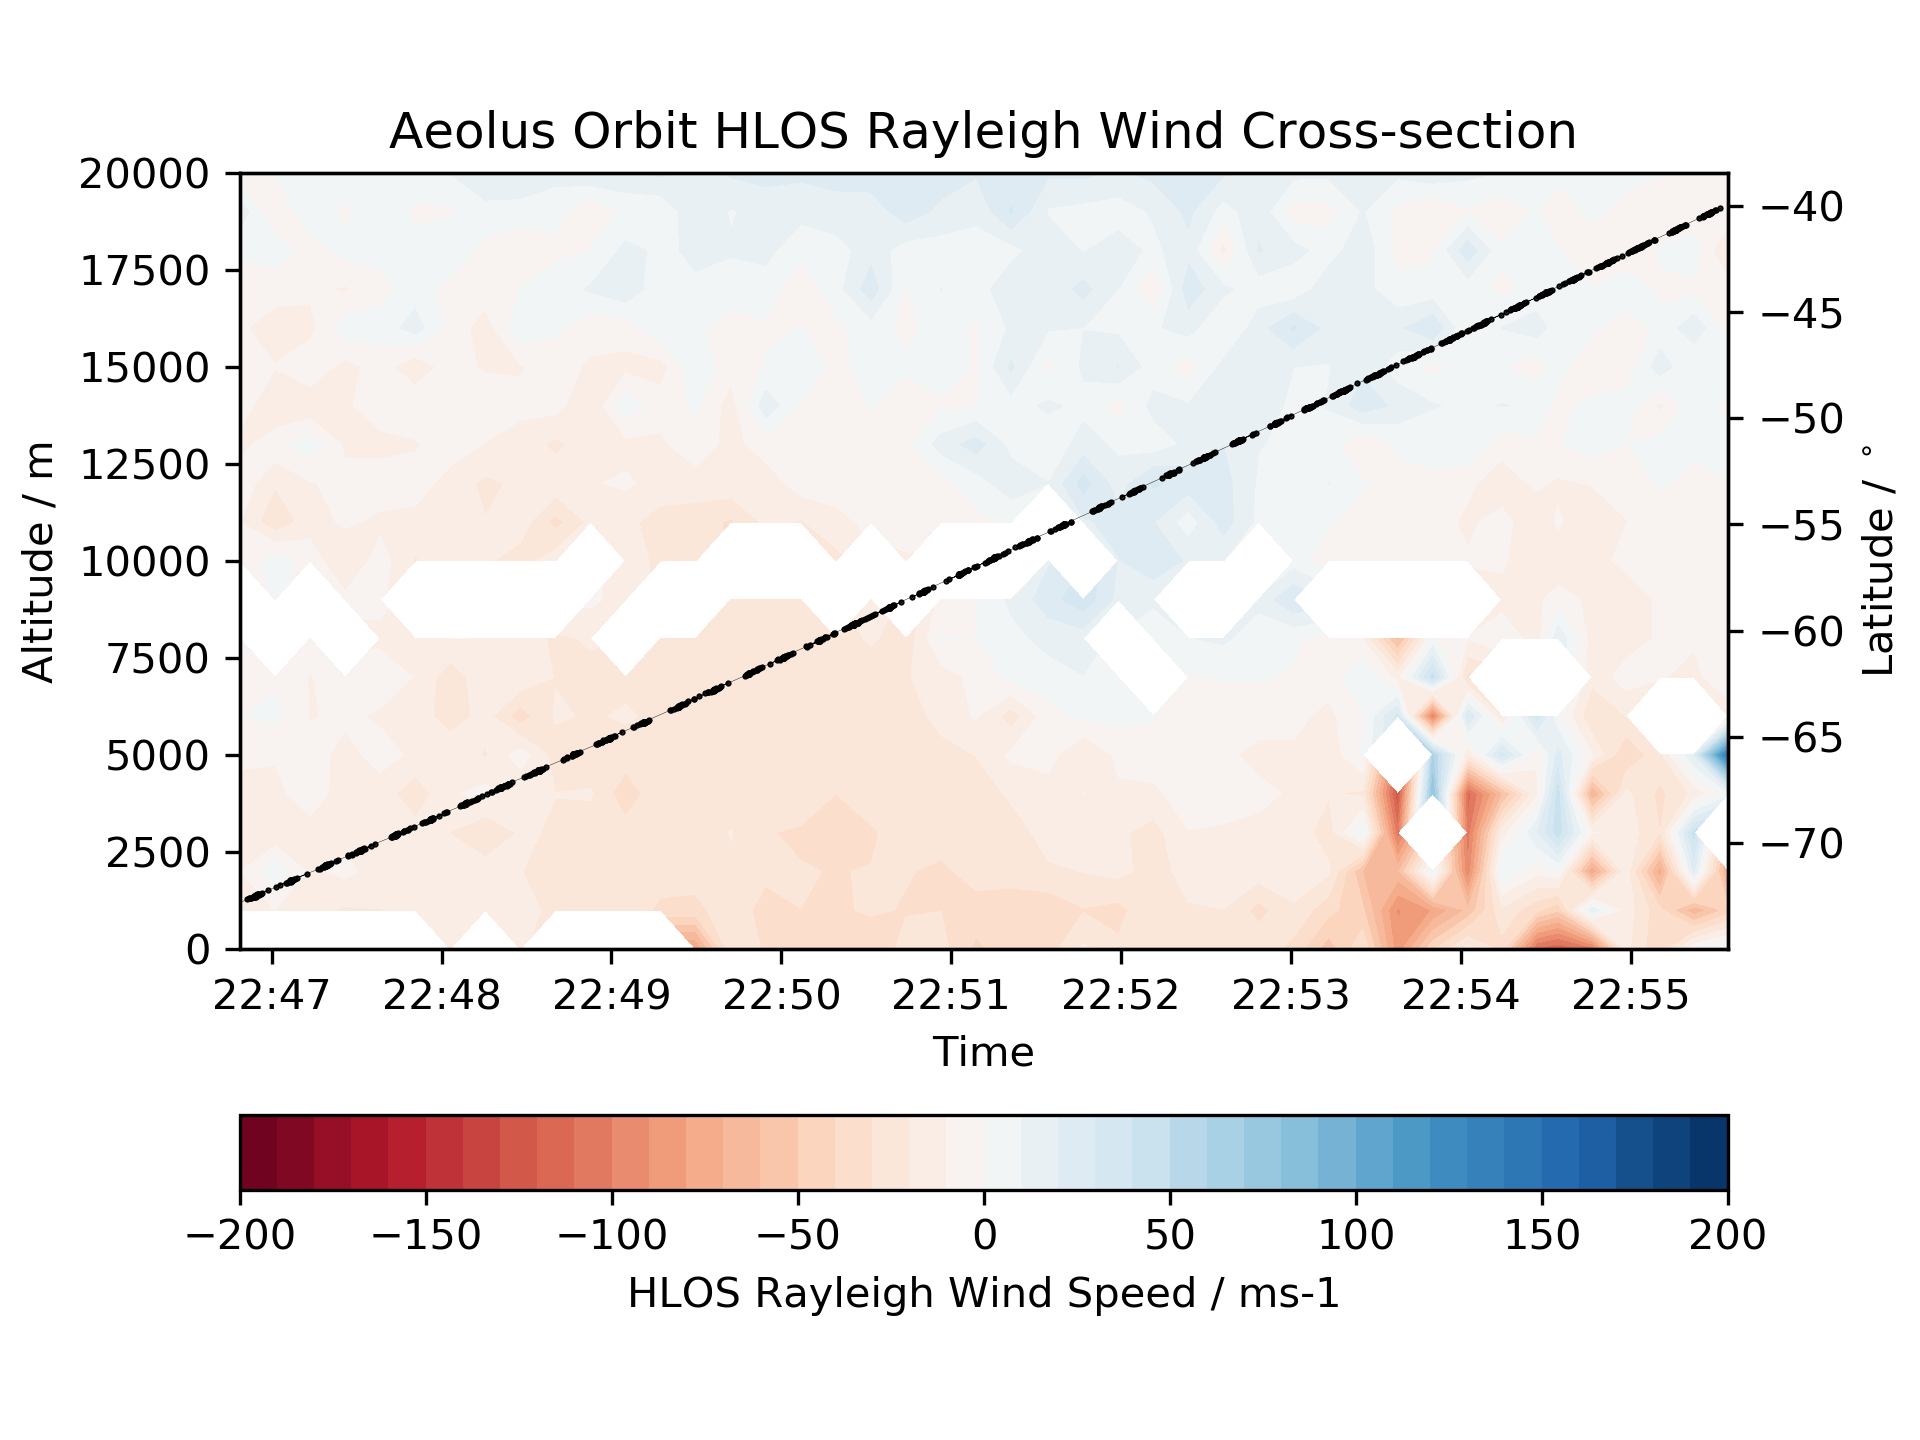 Aeolus Orbit HLOS Rayleigh Wind Cross-section
20000
17500
15000
12500
10000
7500
5000
2500
0
Altitude / m
−40
−45
−50
−55
−60
−65
−70
Latitude / °
22:47 22:48 22:49 22:50 22:51 22:52 22:53 22:54 22:55
Time
−200 −150 −100 −50 0 50 100 150 200
HLOS Rayleigh Wind Speed / ms-1